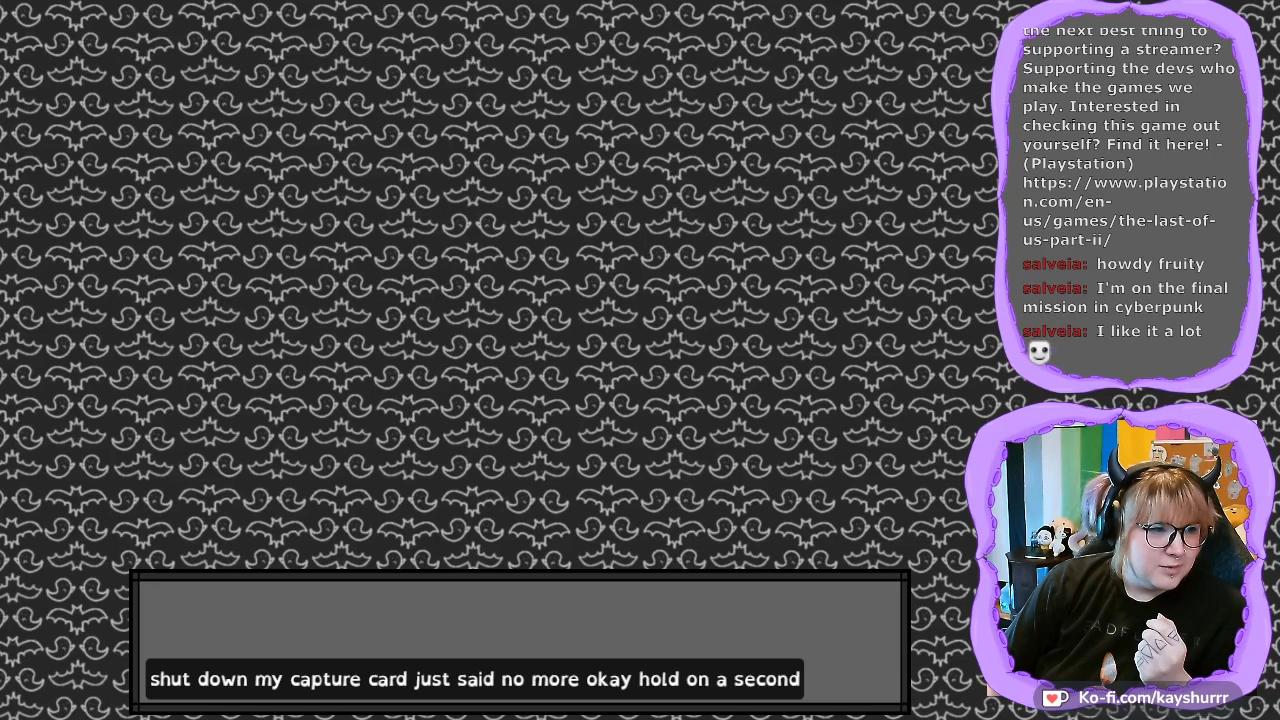 the next best thing to
supporting a streamer?
Supporting the devs who
make the games we
play. Interested in
checking this game out
yourself? Find it here! -
(Playstation)
https://www.playstatio
n.com/en-
us/games/the-last-of-
us-part-ii/
salveia: howdy fruity
salveia: I'm on the final
mission in cyberpunk
salveia: I like it a lot
shut down my capture card just said no more okay hold on a second
Ko-fi.com/kayshurrr